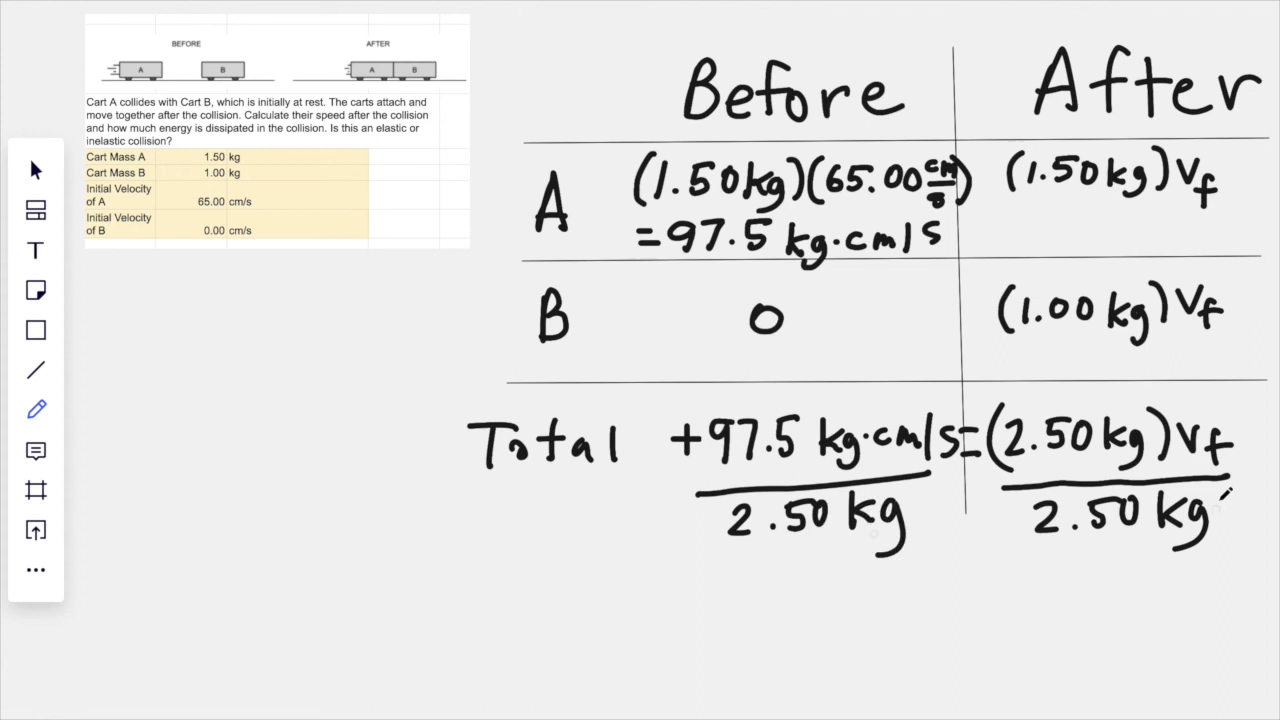 BEFORE AFTER
A B A B
Cart A collides with Cart B, which is initially at rest. The carts attach and
move together after the collision. Calculate their speed after the collision
and how much energy is dissipated in the collision. Is this an elastic or
inelastic collision?
Cart Mass A 1.50 kg
Cart Mass B 1.00 kg
Initial Velocity
of A 65.00 cm/s
Initial Velocity
of B 0.00 cm/s
T
Before After
A (1.50kg)(65.00 cm/s) (1.50kg)Vf
=97.5 kg·cm/s
B 0 (1.00 kg)Vf
Total +97.5 kg·cm/s=(2.50kg)Vf
2.50 kg 2.50 kg